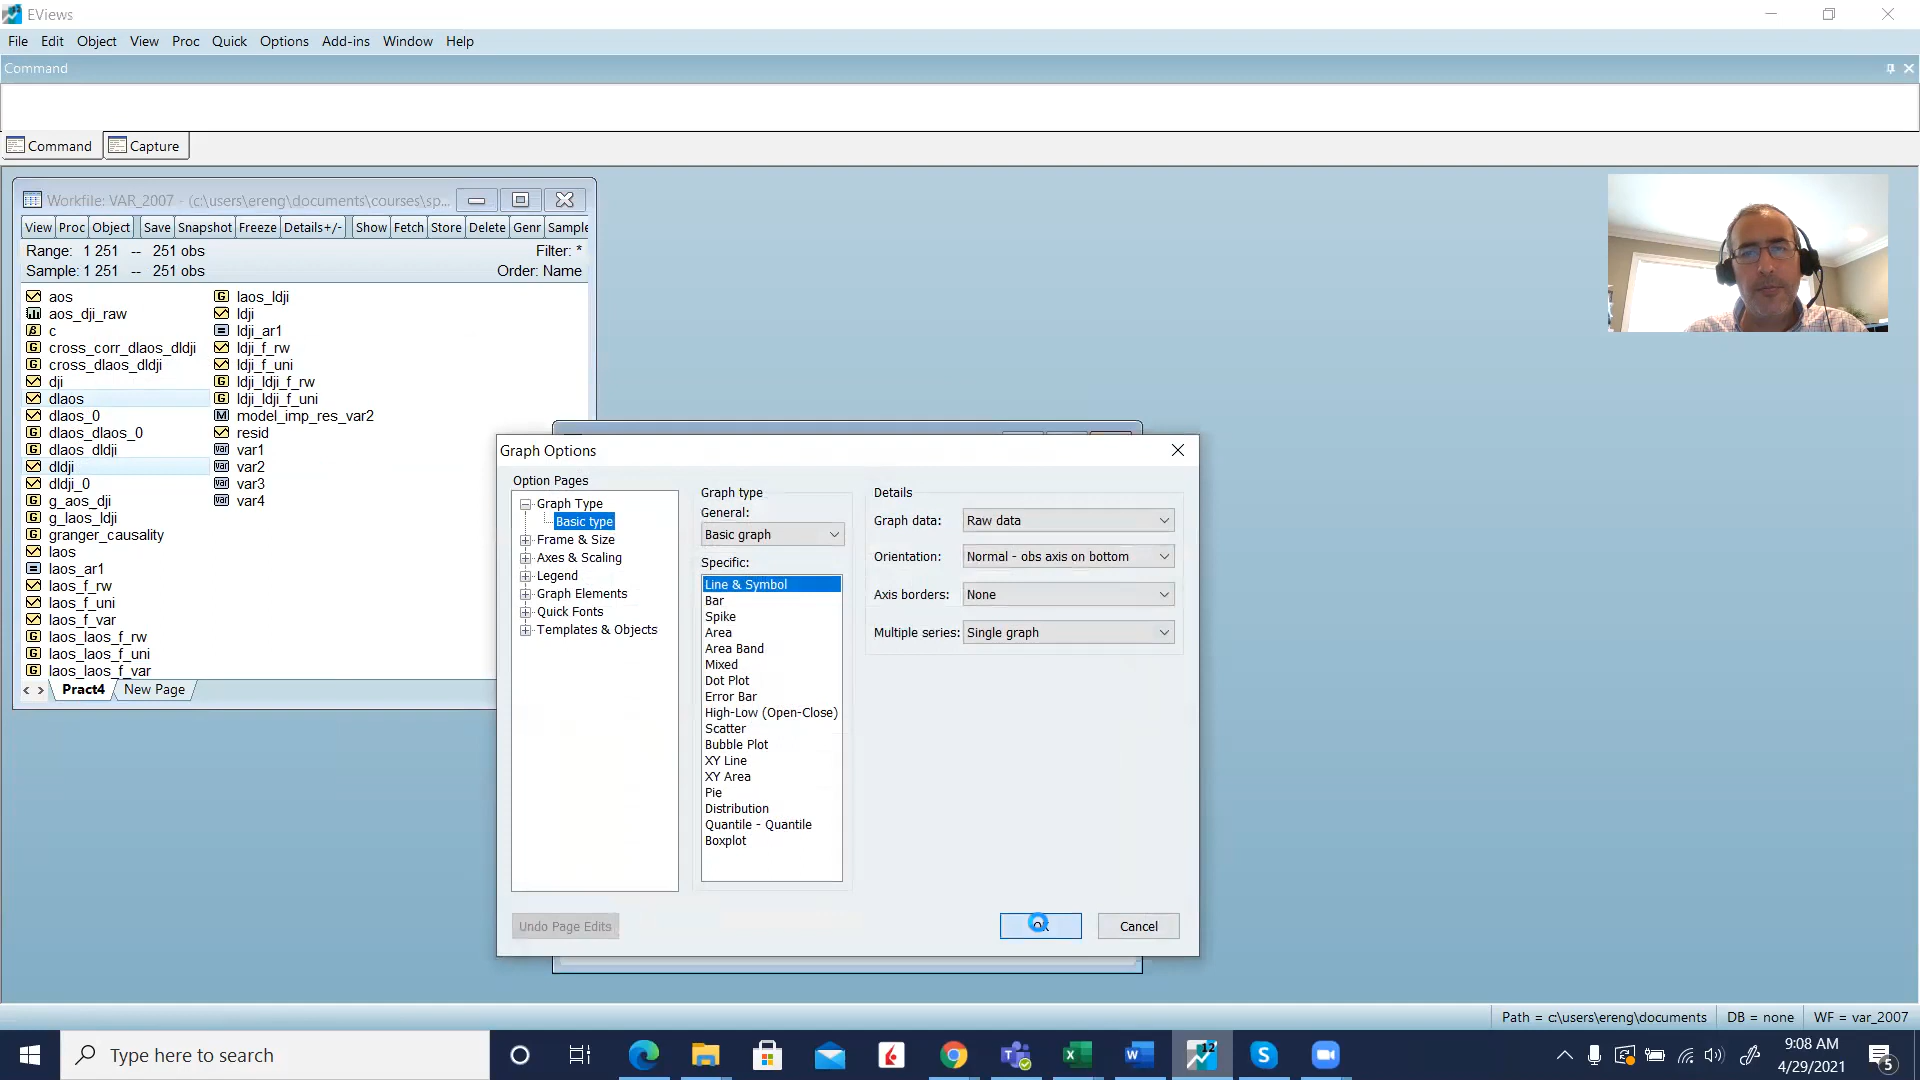 EViews
File Edit Object View Proc Quick Options Add-ins Window Help
Command
Command Capture
Workfile: VAR_2007 - (c:\users\ereng\documents\courses\sp...
View Proc Object Save Snapshot Freeze Details+/- Show Fetch Store Delete Genr Sample
Range: 1 251 -- 251 obs Filter: *
Sample: 1 251 -- 251 obs Order: Name
aos
aos_dji_raw
c
cross_corr_dlaos_dldji
cross_dlaos_dldji
dji
dlaos
dlaos_0
dlaos_dlaos_0
dlaos_dldji
dldji
dldji_0
g_aos_dji
g_laos_ldji
granger_causality
laos
laos_ar1
laos_f_rw
laos_f_uni
laos_f_var
laos_laos_f_rw
laos_laos_f_uni
laos_laos_f_var
laos_ldji
ldji
ldji_ar1
ldji_f_rw
ldji_f_uni
ldji_ldji_f_rw
ldji_ldji_f_uni
model_imp_res_var2
resid
var1
var2
var3
var4
Pract4 New Page
Graph Options
Option Pages
Graph Type
Basic type
Frame & Size
Axes & Scaling
Legend
Graph Elements
Quick Fonts
Templates & Objects
Graph type
General:
Basic graph
Specific:
Line & Symbol
Bar
Spike
Area
Area Band
Mixed
Dot Plot
Error Bar
High-Low (Open-Close)
Scatter
Bubble Plot
XY Line
XY Area
Pie
Distribution
Quantile - Quantile
Boxplot
Details
Graph data: Raw data
Orientation: Normal - obs axis on bottom
Axis borders: None
Multiple series: Single graph
Undo Page Edits
Cancel
Path = c:\users\ereng\documents DB = none WF = var_2007
Type here to search
12
9:08 AM
4/29/2021
5